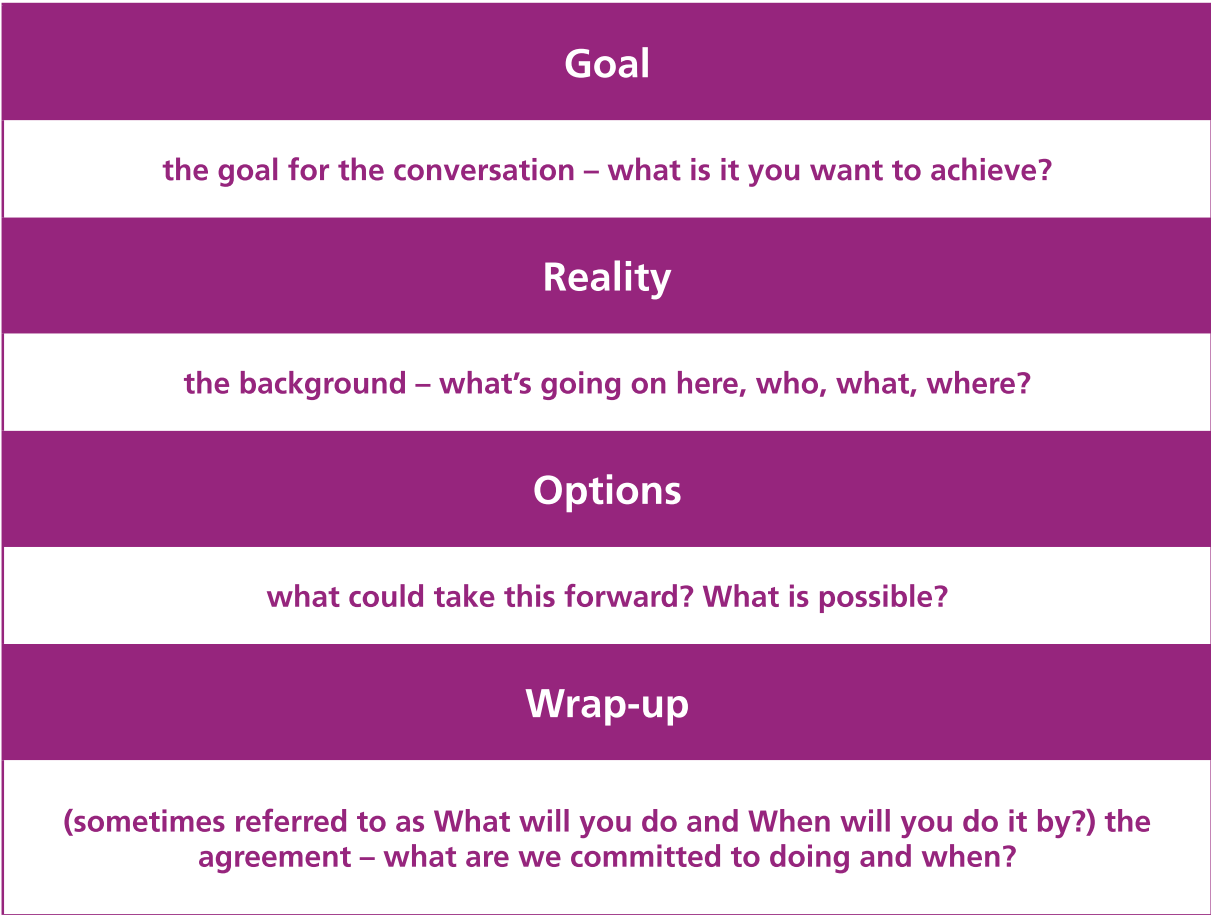 Goal
the goal for the conversation – what is it you want to achieve?
Reality
the background – what’s going on here, who, what, where?
Options
what could take this forward? What is possible?
Wrap-up
(sometimes referred to as What will you do and When will you do it by?) the
agreement – what are we committed to doing and when?